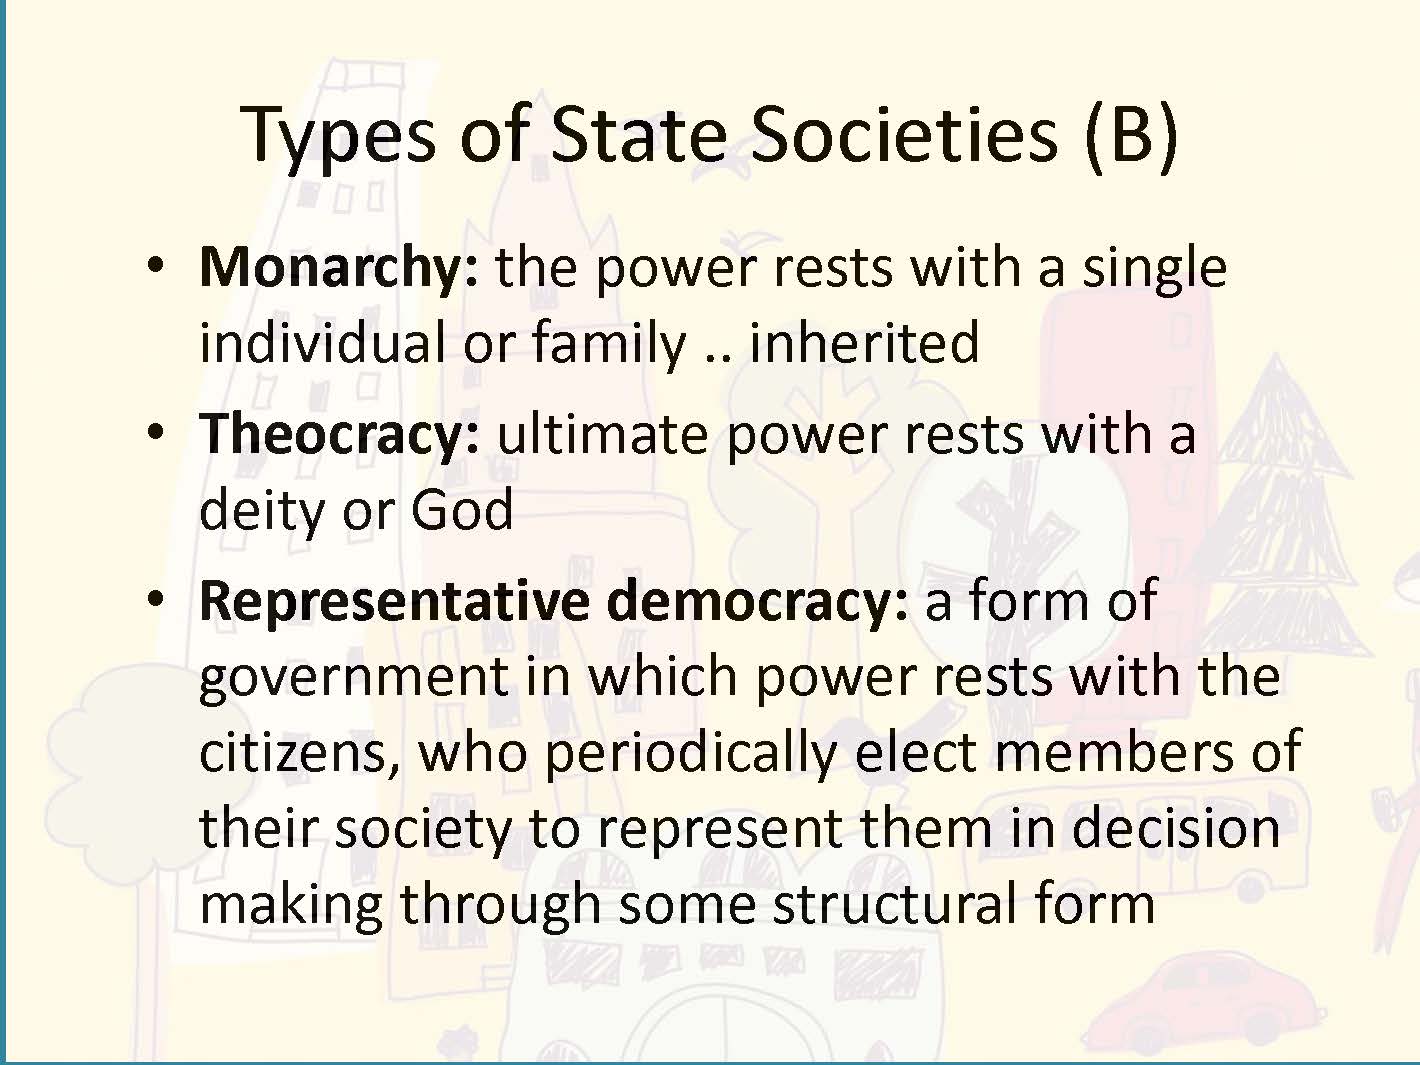 Types of State Societies (B)
• Monarchy: the power rests with a single
individual or family .. inherited
• Theocracy: ultimate power rests with a
deity or God
• Representative democracy: a form of
government in which power rests with the
citizens, who periodically elect members of
their society to represent them in decision
making through some structural form